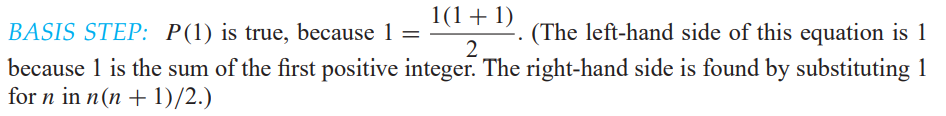 BASIS STEP: P(1) is true, because 1 = 1(1 + 1)/2. (The left-hand side of this equation is 1
because 1 is the sum of the first positive integer. The right-hand side is found by substituting 1
for n in n(n + 1)/2.)